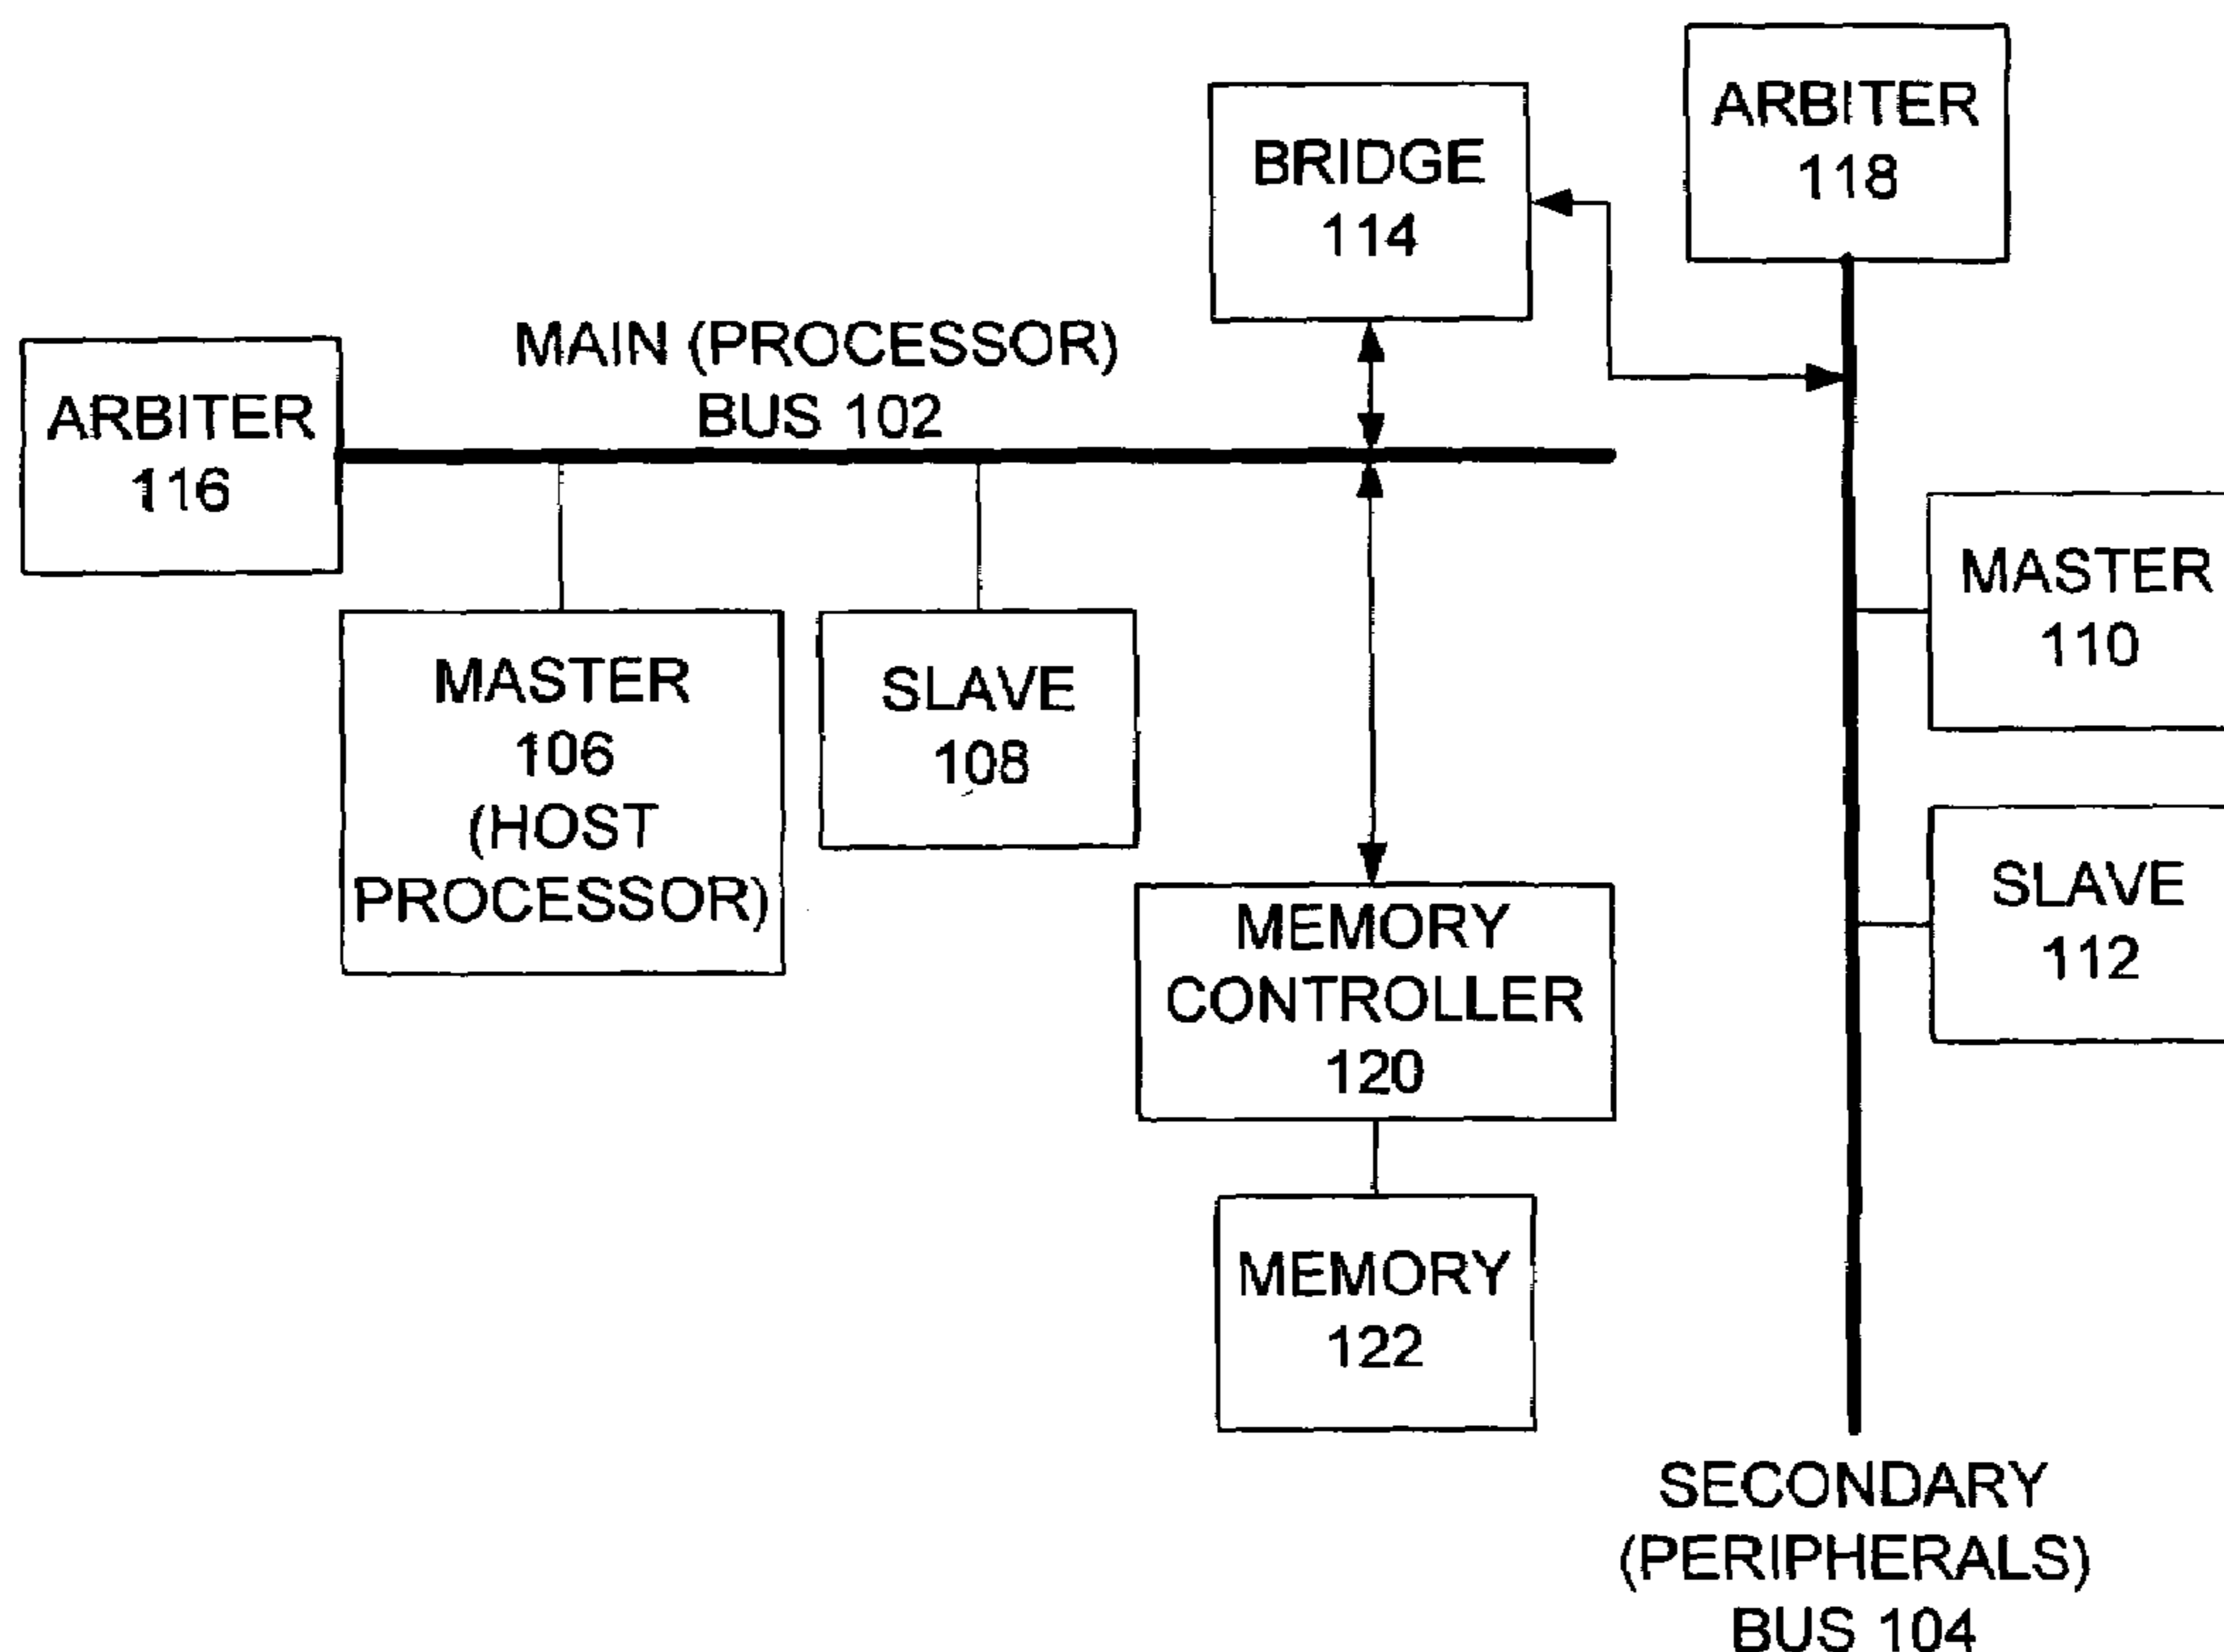 ARBITER
118
BRIDGE
114
MAIN (PROCESSOR)
BUS 102
ARBITER
116
MASTER
110
MASTER
106
(HOST
PROCESSOR)
SLAVE
108
SLAVE
112
MEMORY
CONTROLLER
120
MEMORY
122
SECONDARY
(PERIPHERALS)
BUS 104